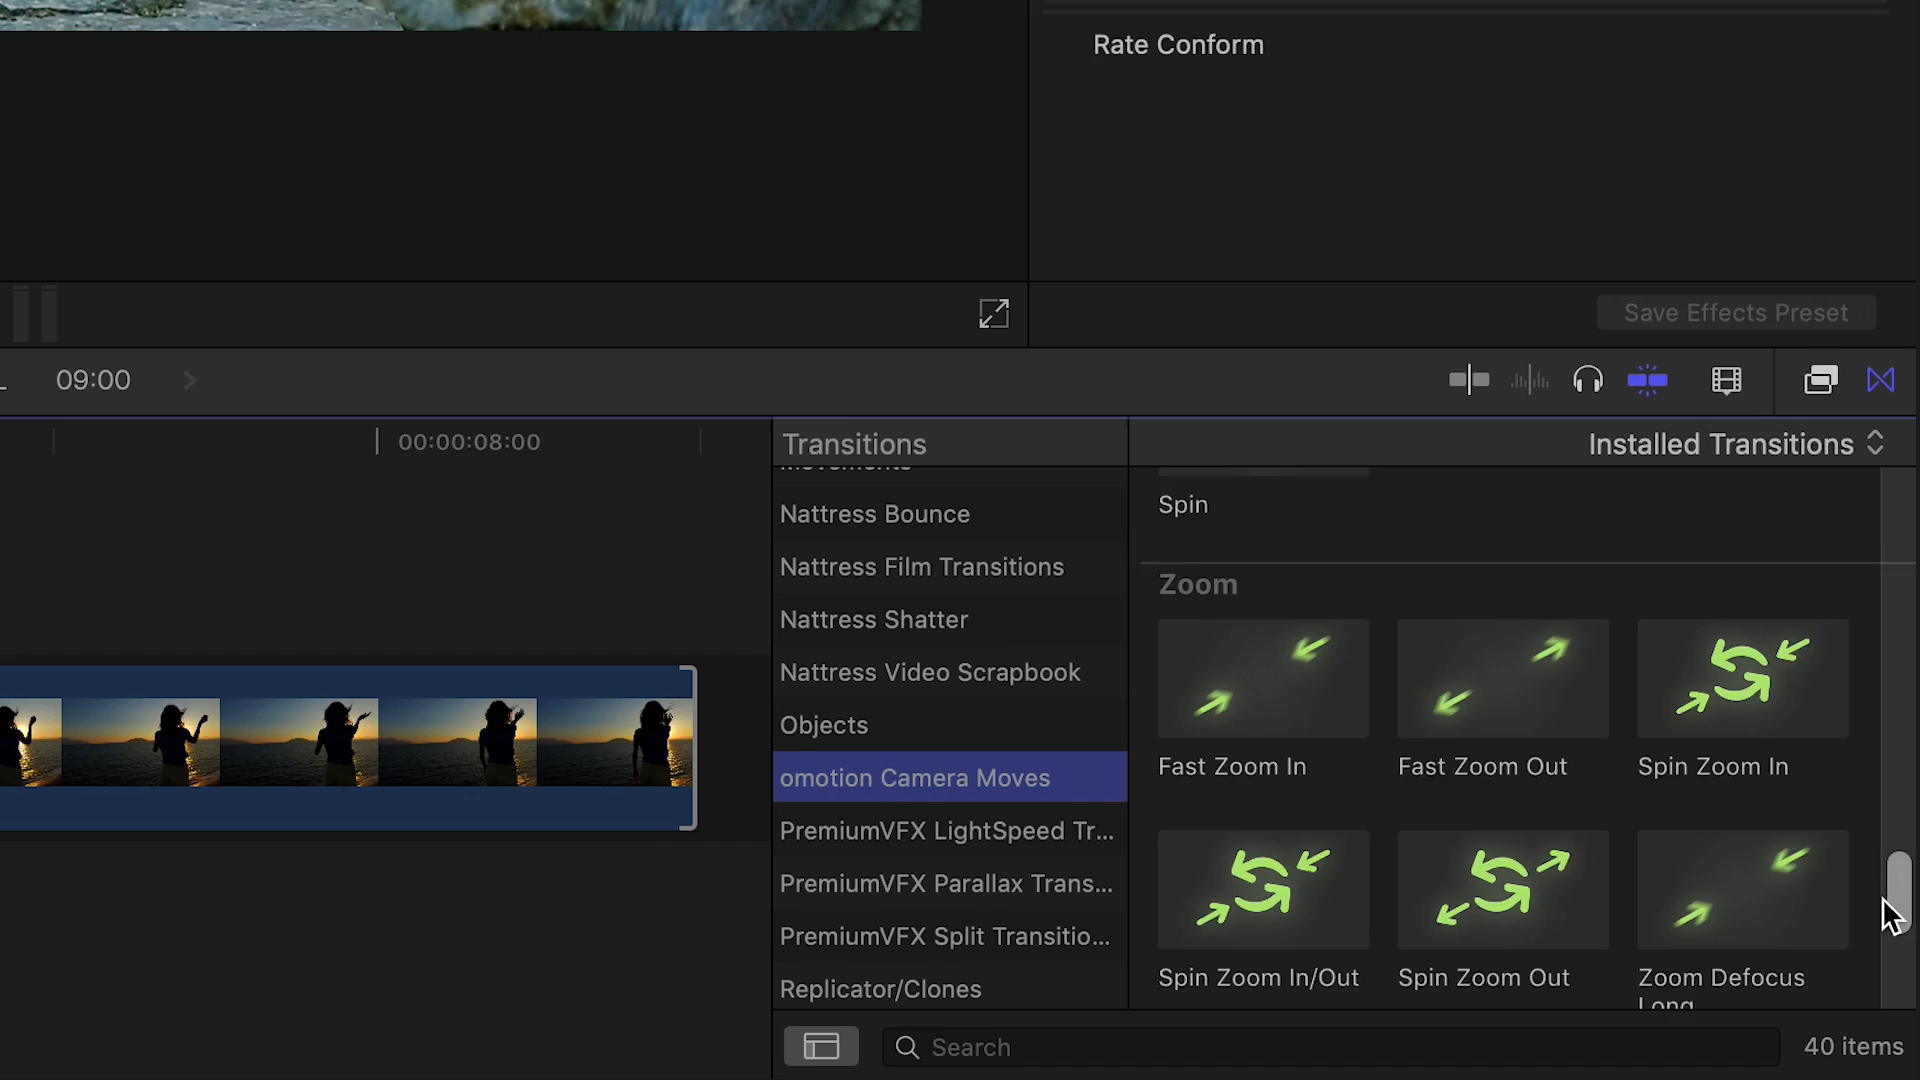 Rate Conform
Save Effects Preset
09:00
00:00:08:00
Transitions
Installed Transitions
Nattress Bounce
Nattress Film Transitions
Nattress Shatter
Nattress Video Scrapbook
Objects
omotion Camera Moves
PremiumVFX LightSpeed Tr...
PremiumVFX Parallax Trans...
PremiumVFX Split Transitio...
Replicator/Clones
Spin
Zoom
Fast Zoom In
Fast Zoom Out
Spin Zoom In
Spin Zoom In/Out
Spin Zoom Out
Zoom Defocus
Long
Search
40 items